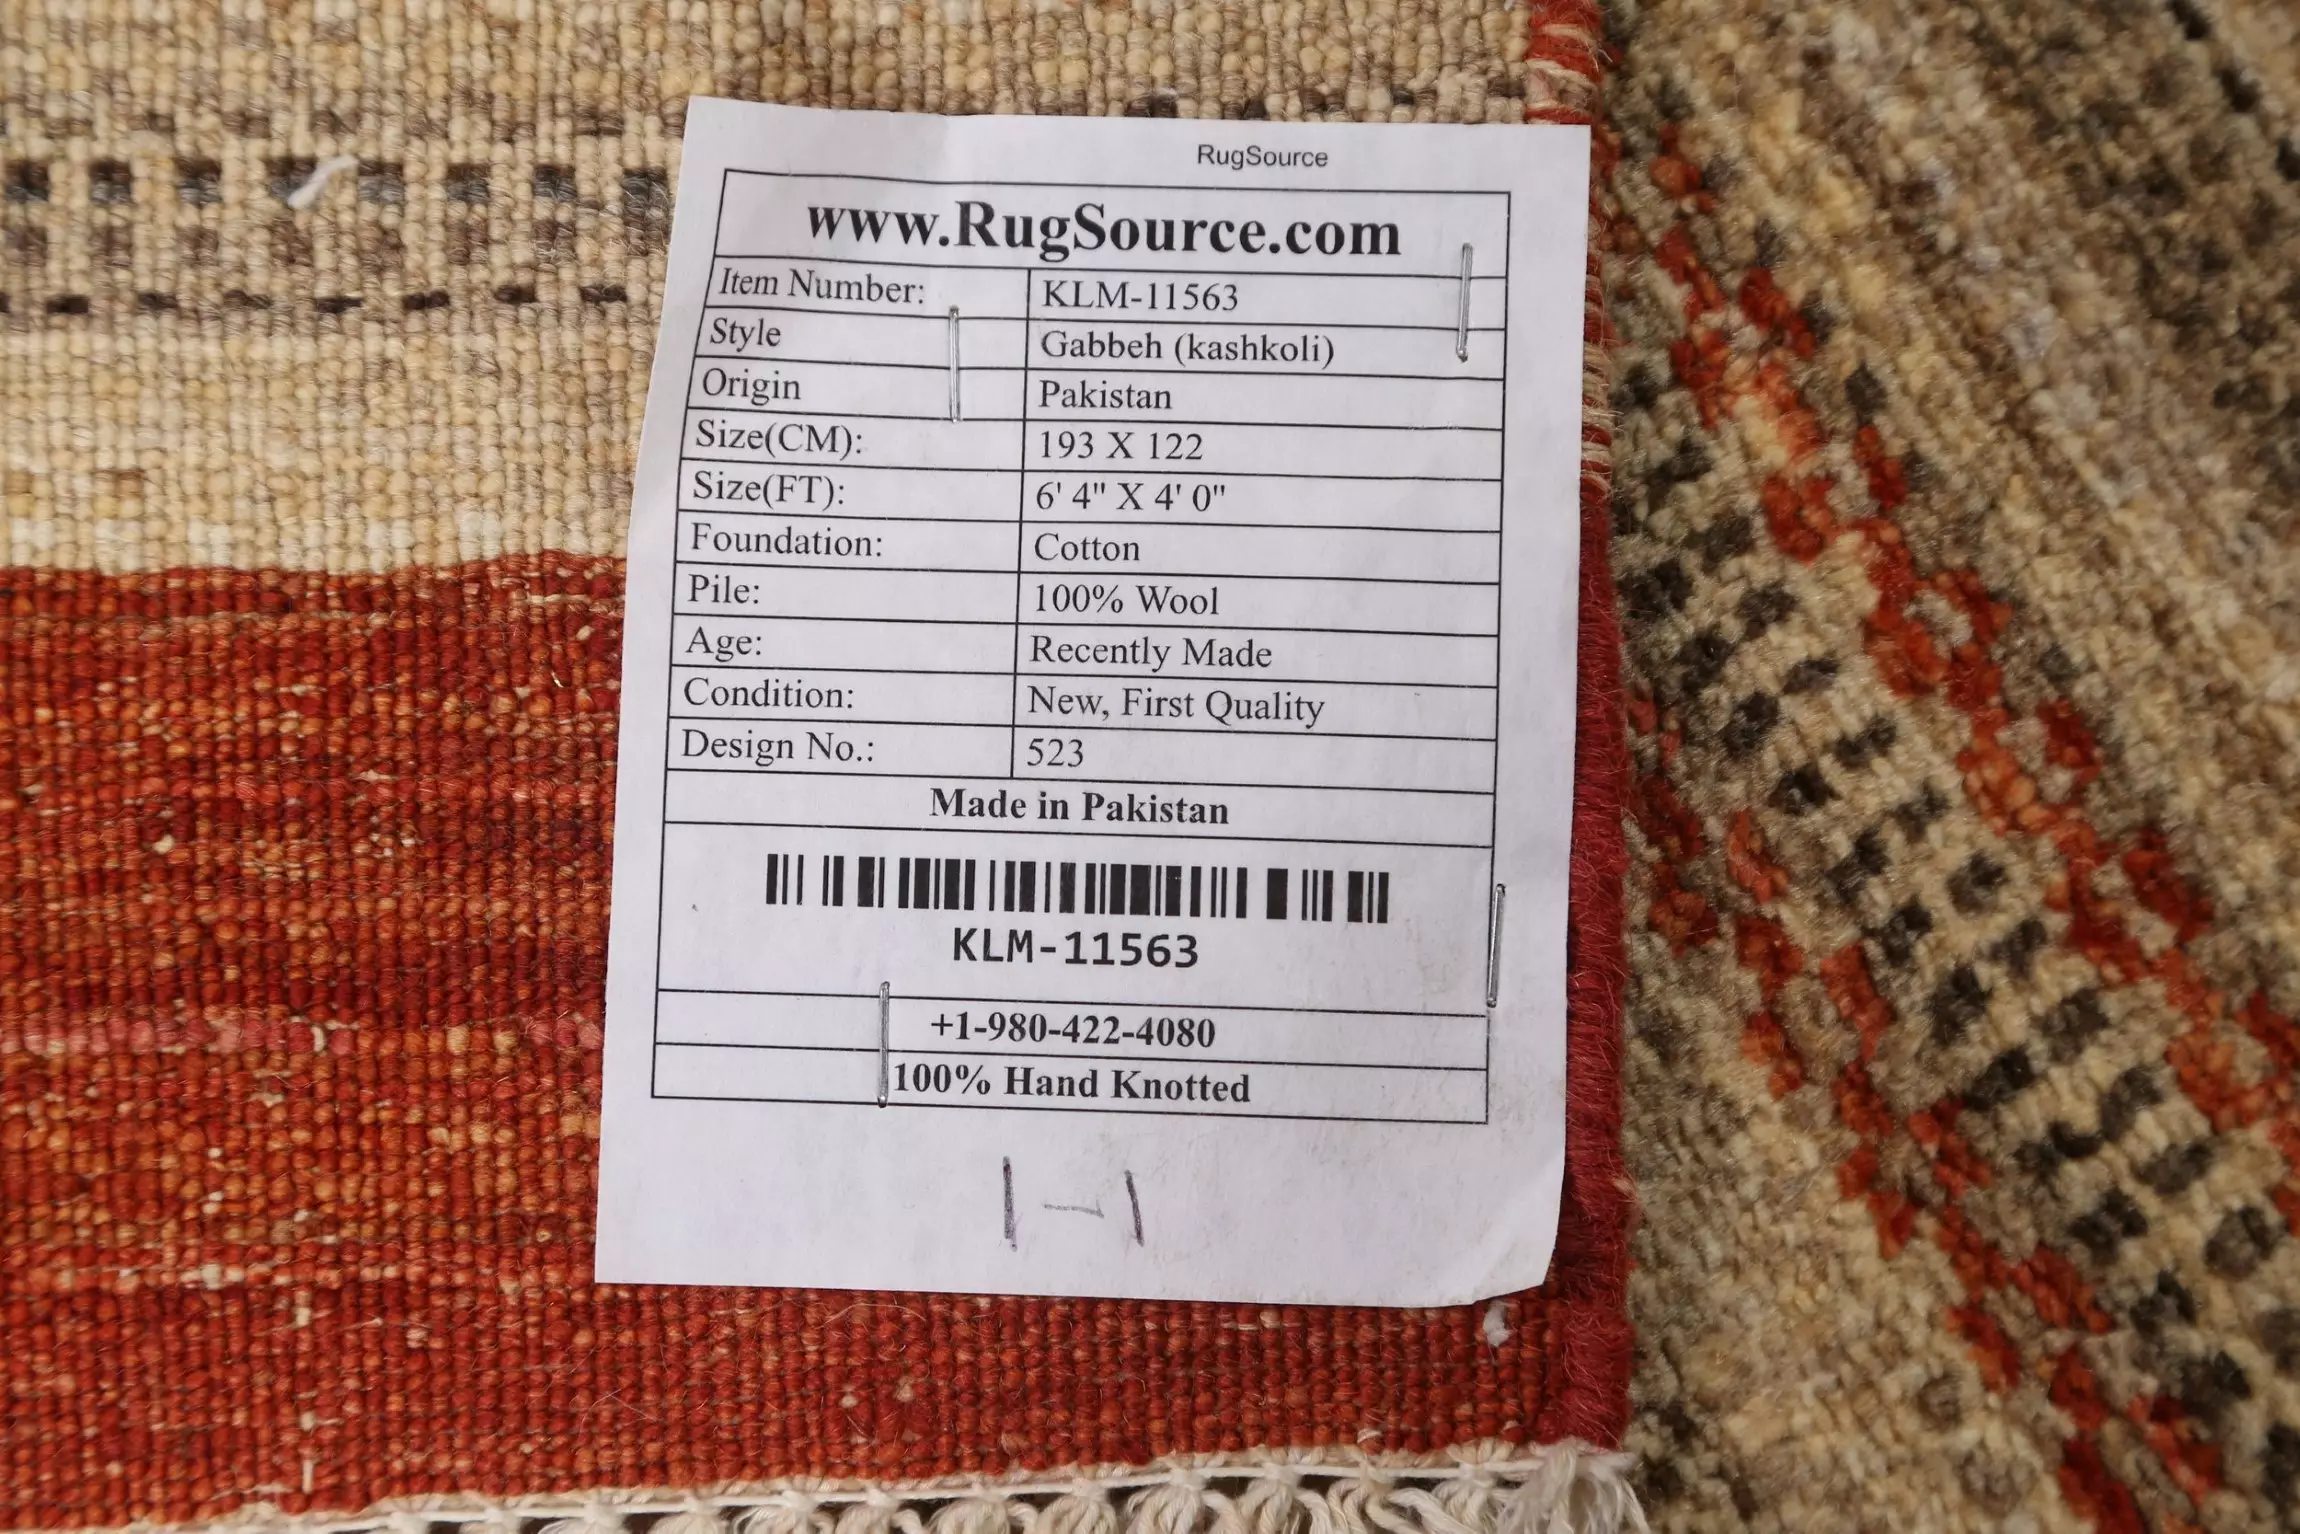 RugSource
www.RugSource.com
Item Number: KLM-11563
Style Gabbeh (kashkoli)
Origin Pakistan
Size(CM): 193 X 122
Size(FT): 6' 4" X 4' 0"
Foundation: Cotton
Pile: 100% Wool
Age: Recently Made
Condition: New, First Quality
Design No.: 523
Made in Pakistan
KLM-11563
+1-980-422-4080
100% Hand Knotted
1-1